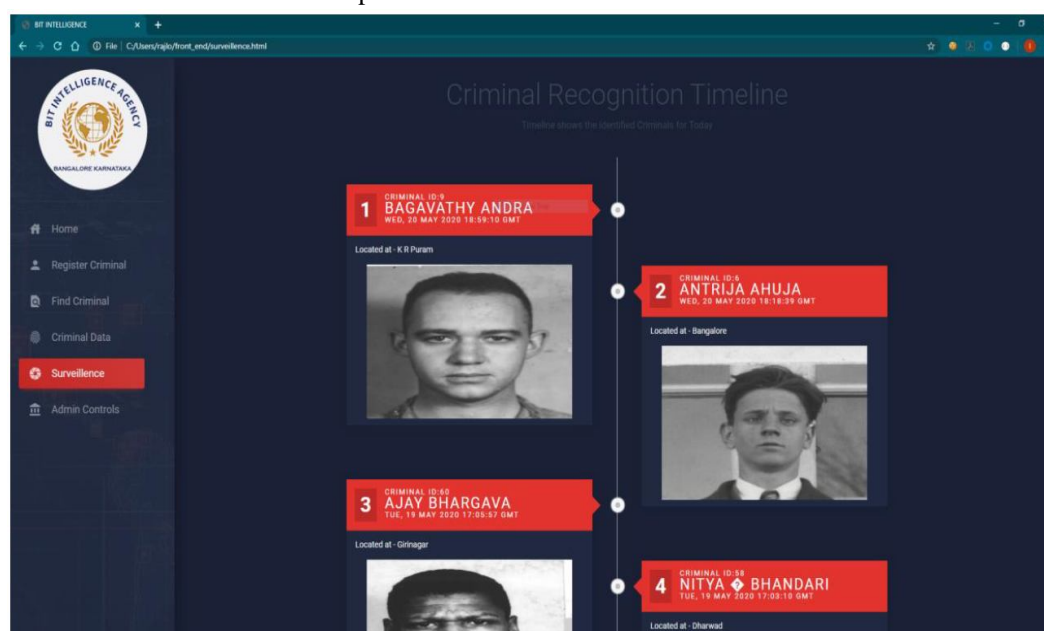 BIT INTELLIGENCE
File | C:/Users/rajlo/front_end/surveillence.html
BIT INTELLIGENCE AGENCY
BANGALORE KARNATAKA
Home
Register Criminal
Find Criminal
Criminal Data
Surveillence
Admin Controls
Criminal Recognition Timeline
Timeline shows the identified Criminals for Today
1
CRIMINAL ID:9
BAGAVATHY ANDRA
WED, 20 MAY 2020 18:59:10 GMT
Located at - K R Puram
2
CRIMINAL ID:6
ANTRIJA AHUJA
WED, 20 MAY 2020 18:18:39 GMT
Located at - Bangalore
3
CRIMINAL ID:60
AJAY BHARGAVA
TUE, 19 MAY 2020 17:05:57 GMT
Located at - Girinagar
4
CRIMINAL ID:58
NITYA � BHANDARI
TUE, 19 MAY 2020 17:03:10 GMT
Located at - Dharwad